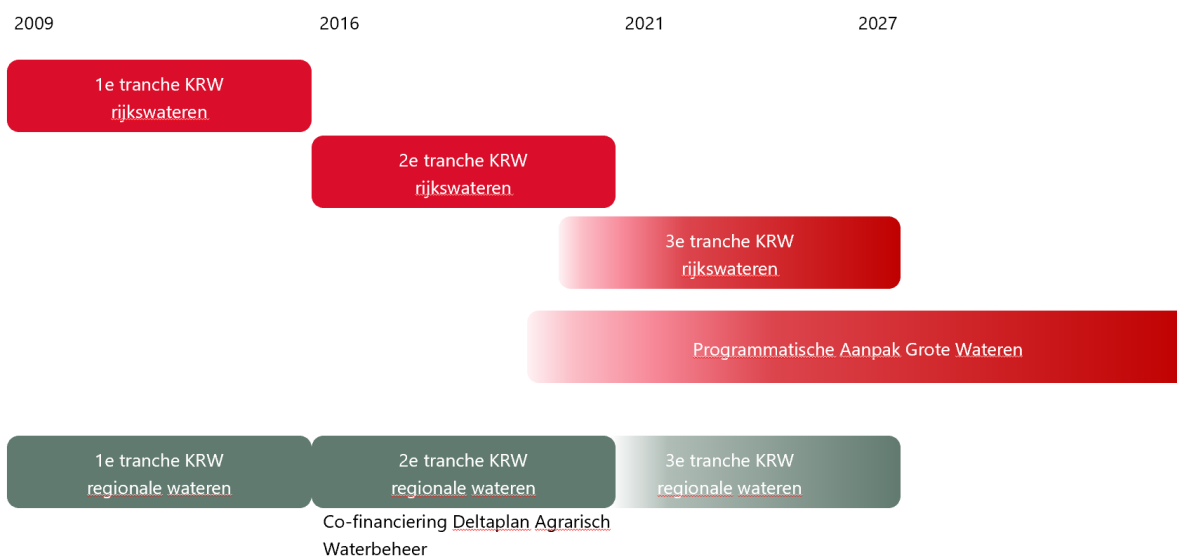 2009
2016
2021
2027
1e tranche KRW
rijkswateren
2e tranche KRW
rijkswateren
3e tranche KRW
rijkswateren
Programmatische Aanpak Grote Wateren
1e tranche KRW
regionale wateren
2e tranche KRW
regionale wateren
3e tranche KRW
regionale wateren
Co-financiering Deltaplan Agrarisch
Waterbeheer